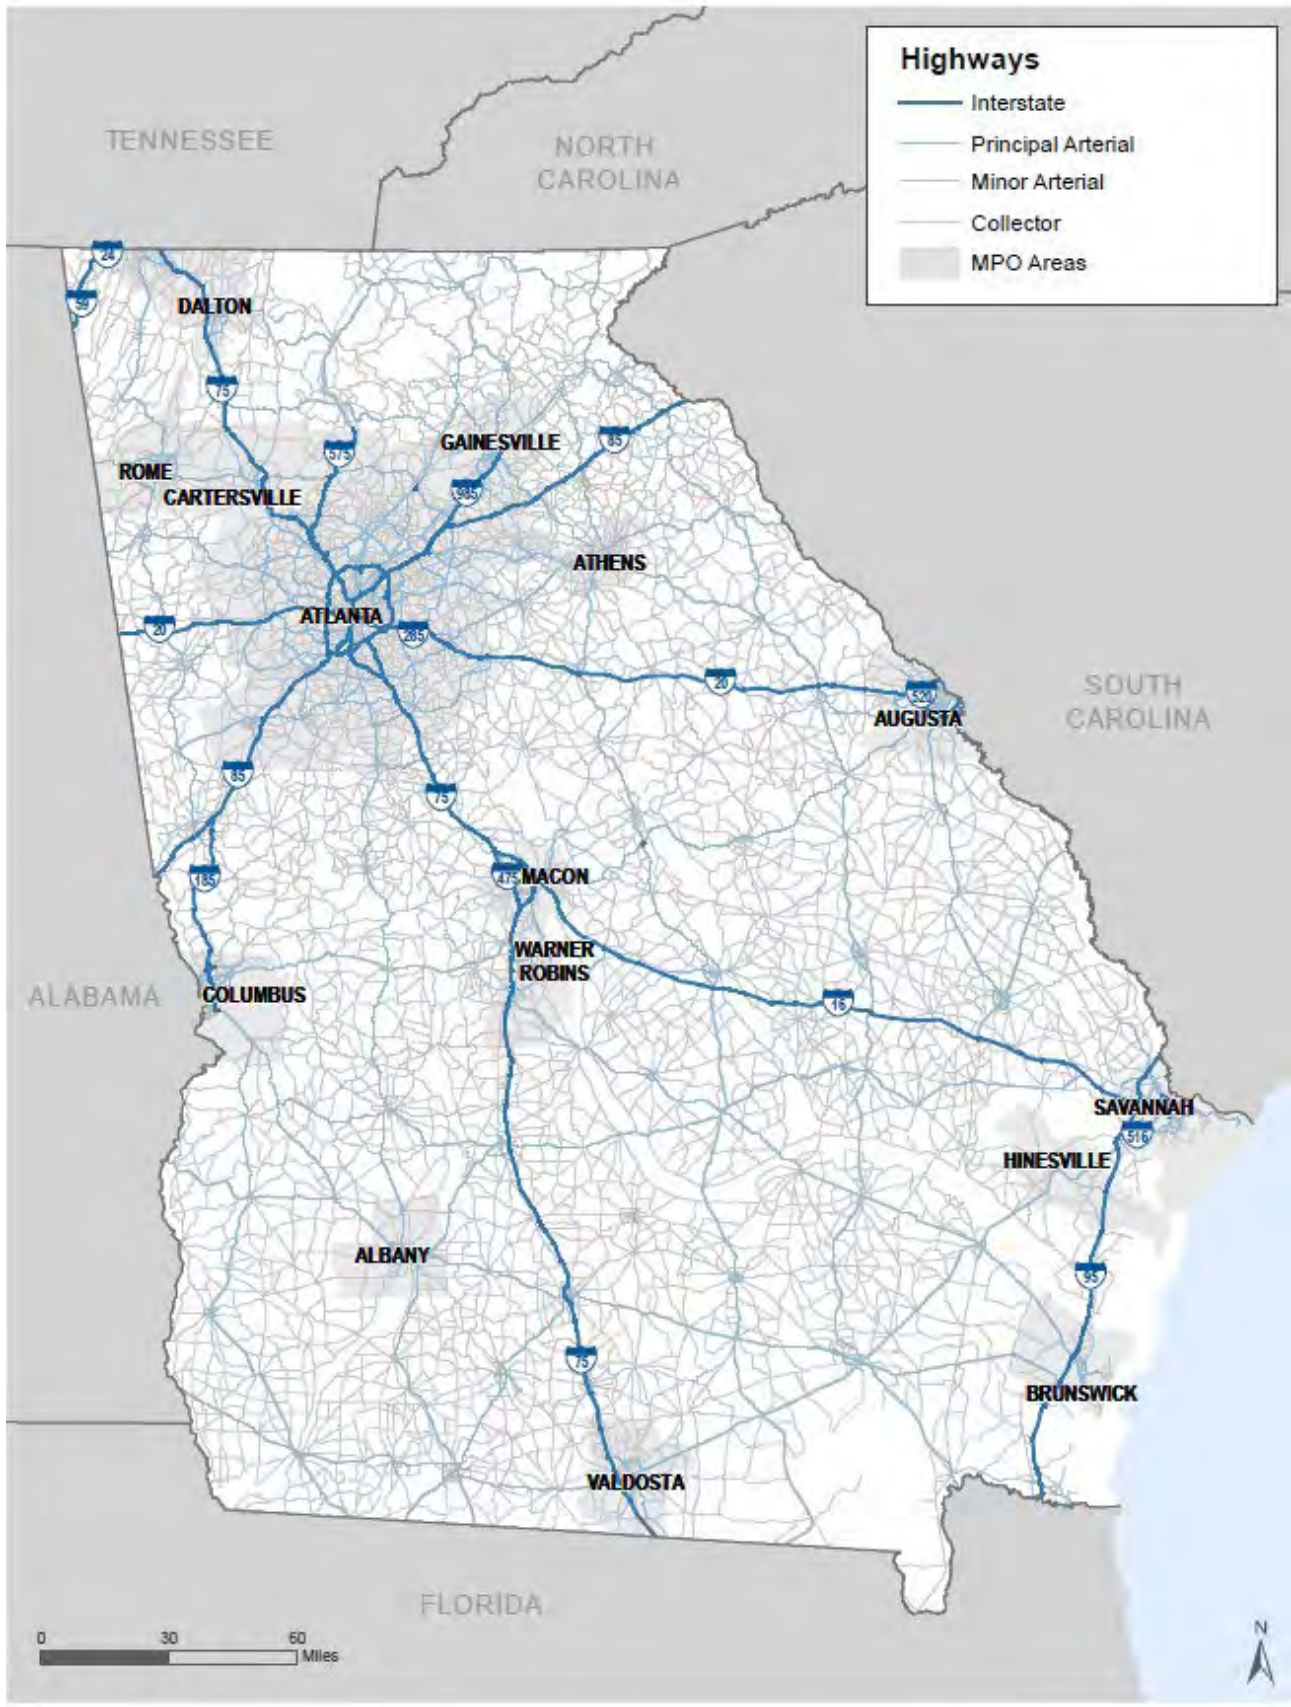 Highways
Interstate
Principal Arterial
Minor Arterial
Collector
MPO Areas
TENNESSEE
NORTH
CAROLINA
24
59
DALTON
75
GAINESVILLE
85
575
ROME
985
CARTERSVILLE
ATHENS
ATLANTA
20
285
20
520
SOUTH
CAROLINA
AUGUSTA
85
75
185
475
MACON
WARNER
ROBINS
ALABAMA
COLUMBUS
16
SAVANNAH
516
HINESVILLE
ALBANY
95
75
BRUNSWICK
VALDOSTA
FLORIDA
0 30 60
Miles
N